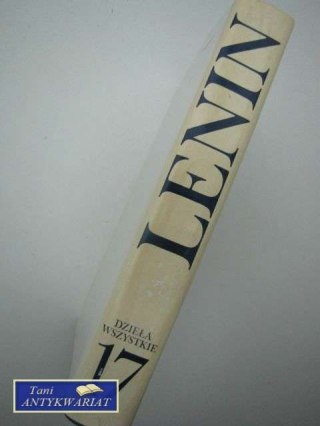 LENIN
DZIEŁA
WSZYSTKIE
17
Tani
ANTYKWARIAT